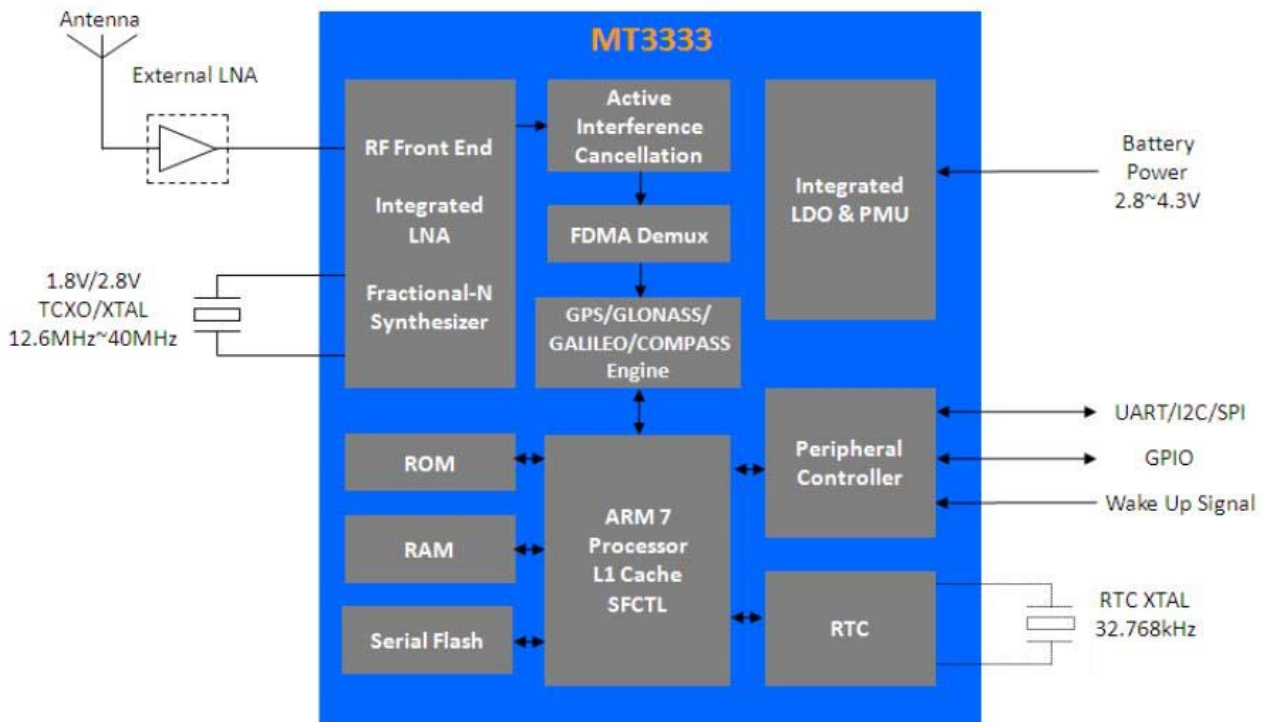 Antenna
External LNA
MT3333
RF Front End
Integrated
LNA
Fractional-N
Synthesizer
Active
Interference
Cancellation
FDMA Demux
GPS/GLONASS/
GALILEO/COMPASS
Engine
Integrated
LDO & PMU
Battery
Power
2.8~4.3V
1.8V/2.8V
TCXO/XTAL
12.6MHz~40MHz
ROM
RAM
Serial Flash
ARM 7
Processor
L1 Cache
SFCTL
Peripheral
Controller
UART/I2C/SPI
GPIO
Wake Up Signal
RTC
RTC XTAL
32.768kHz